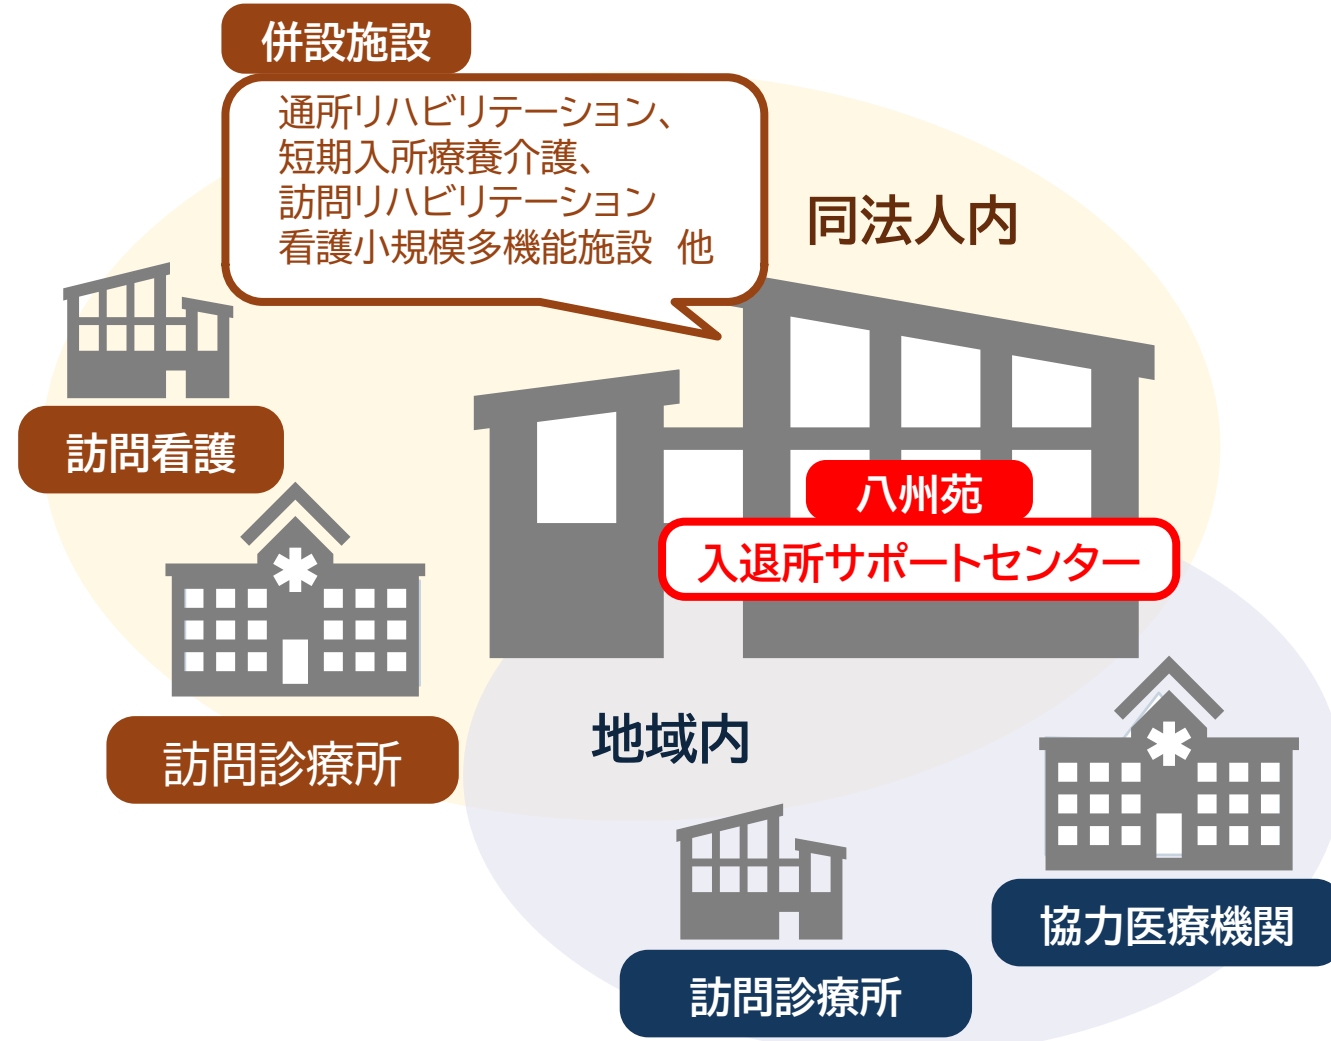 併設施設
通所リハビリテーション、
短期入所療養介護、
訪問リハビリテーション
看護小規模多機能施設　他
同法人内
訪問看護
八州苑
入退所サポートセンター
訪問診療所
地域内
協力医療機関
訪問診療所